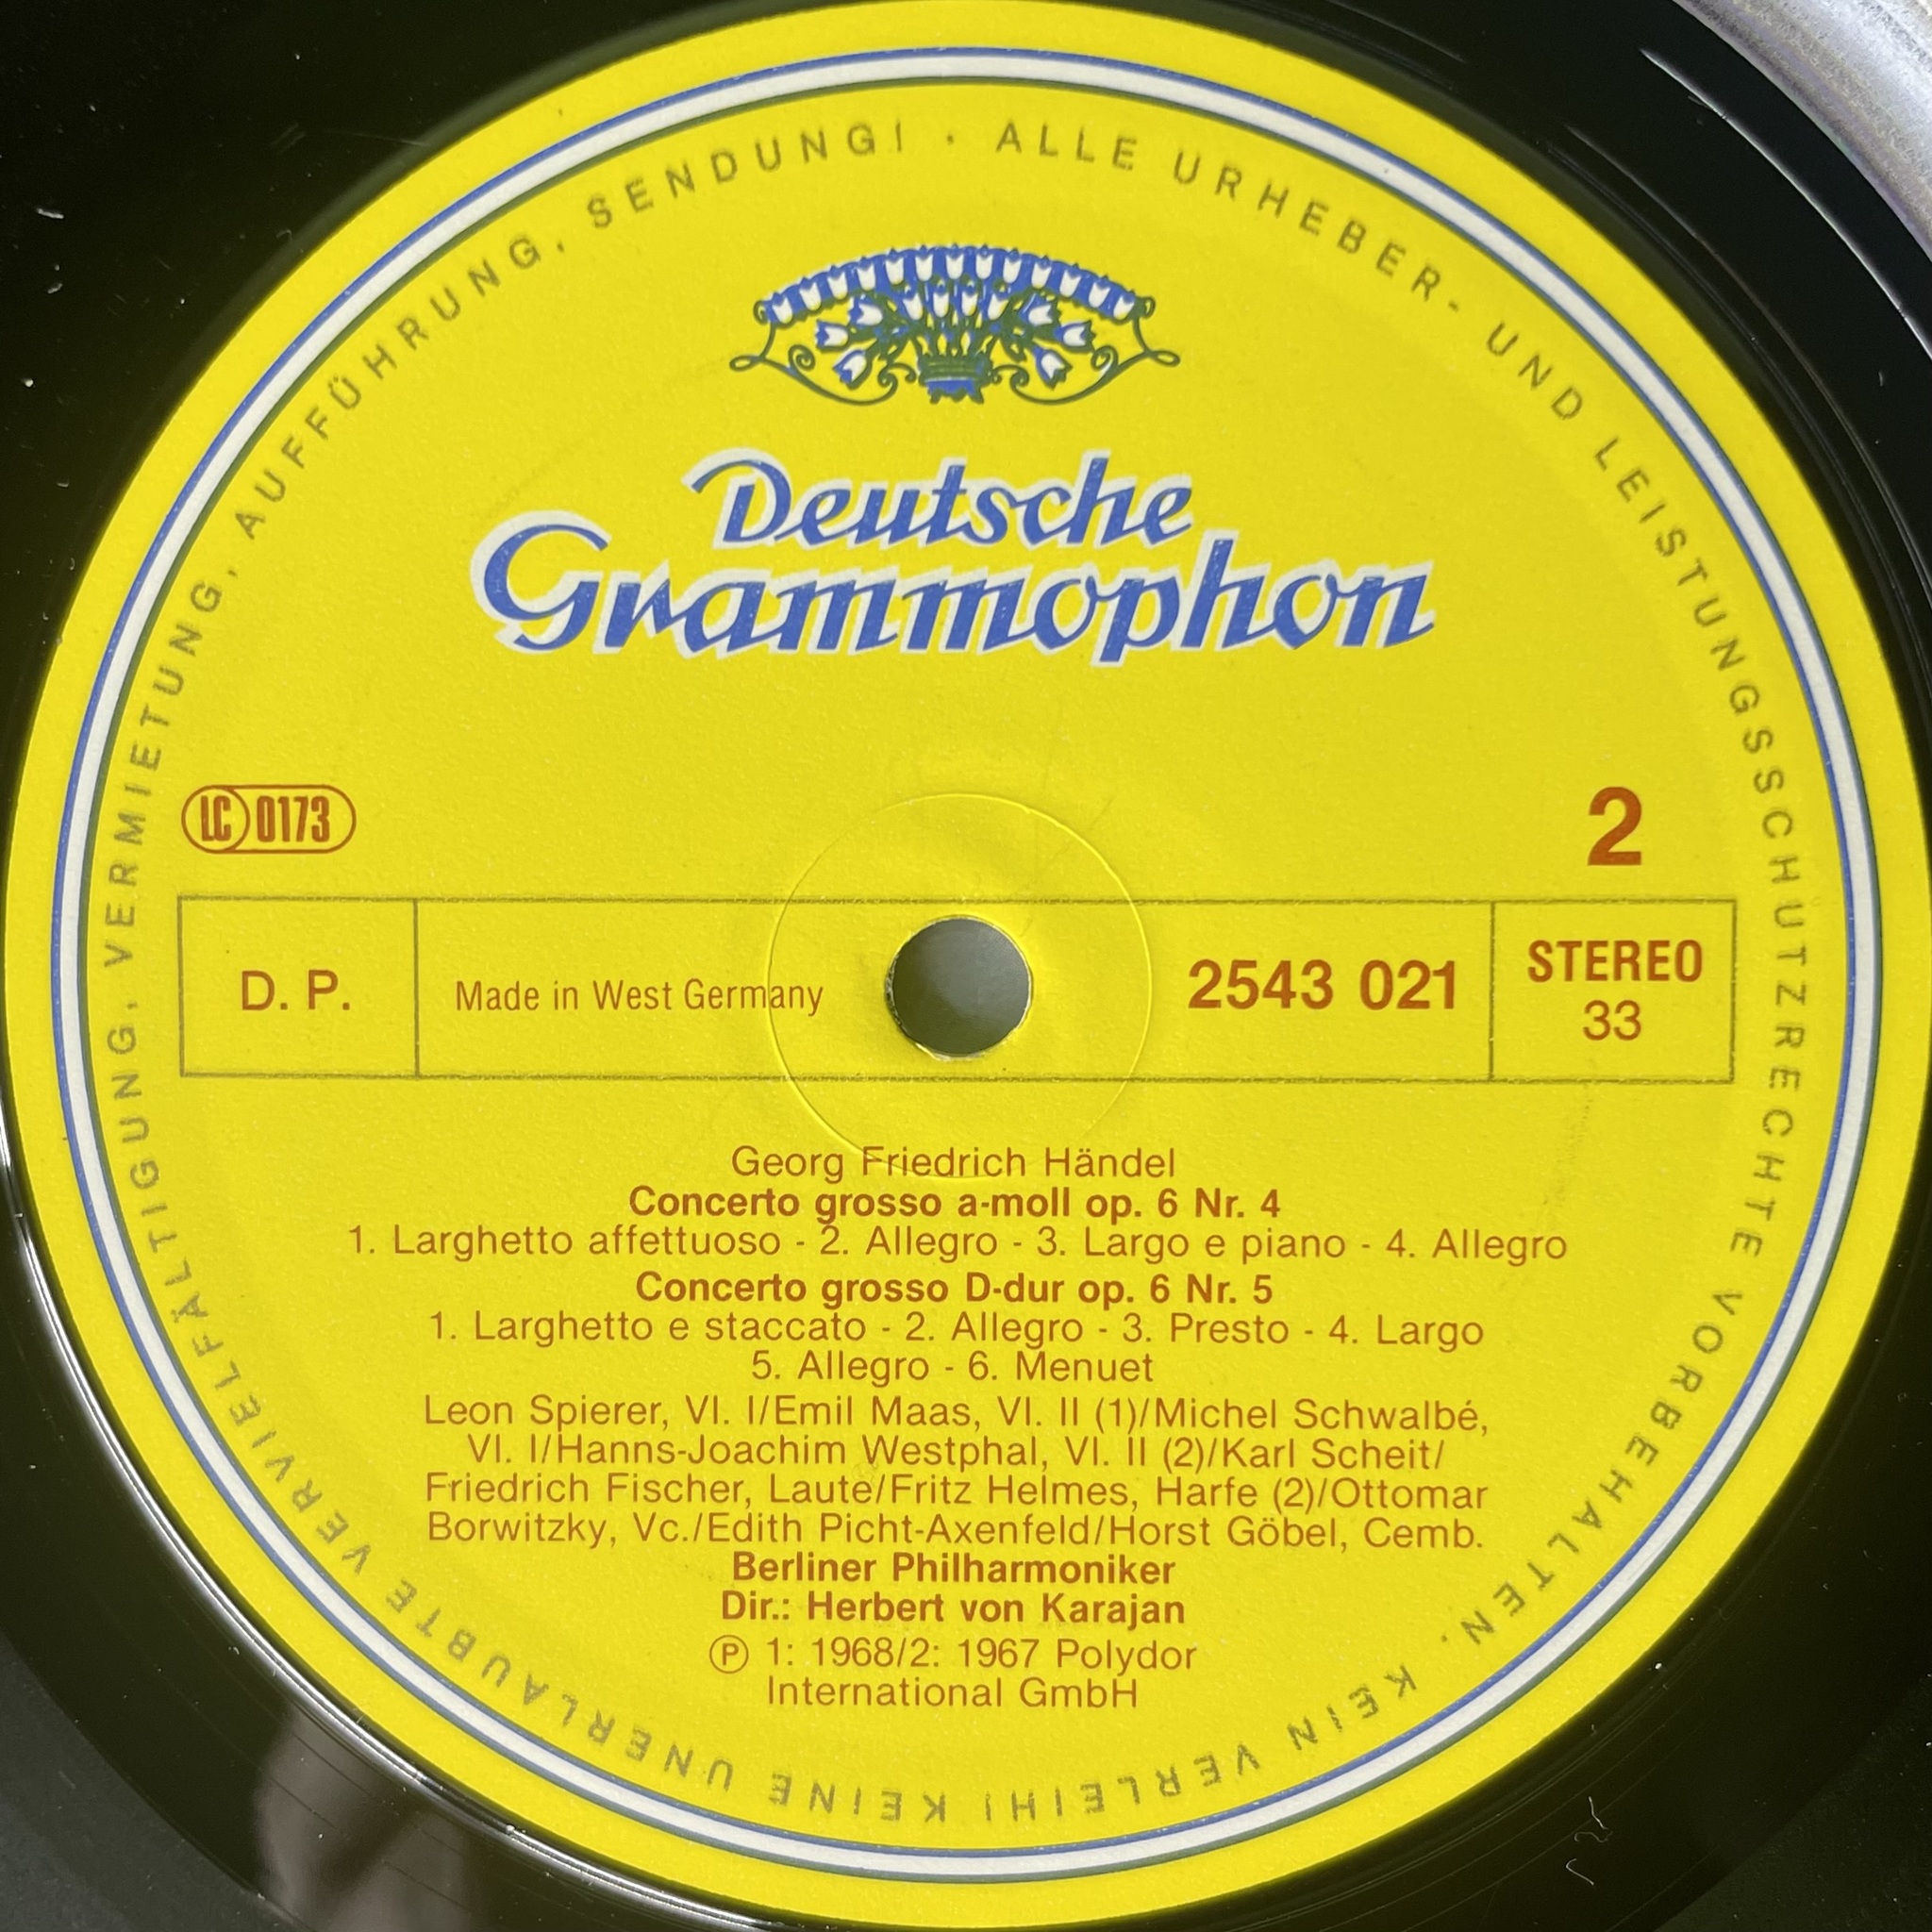 ALLE URHEBER- UND LEISTUNGSSCHUTZRECHTE VORBEHALTEN. KEIN VERLEIH! KEINE UNERLAUBTE VERVIELFÄLTIGUNG, VERMIETUNG, AUFFÜHRUNG, SENDUNG! ·
Deutsche
Grammophon
LC 0173
2
D. P.
Made in West Germany
2543 021
STEREO
33
Georg Friedrich Händel
Concerto grosso a-moll op. 6 Nr. 4
1. Larghetto affettuoso - 2. Allegro - 3. Largo e piano - 4. Allegro
Concerto grosso D-dur op. 6 Nr. 5
1. Larghetto e staccato - 2. Allegro - 3. Presto - 4. Largo
5. Allegro - 6. Menuet
Leon Spierer, Vl. I/Emil Maas, Vl. II (1)/Michel Schwalbé,
Vl. I/Hanns-Joachim Westphal, Vl. II (2)/Karl Scheit/
Friedrich Fischer, Laute/Fritz Helmes, Harfe (2)/Ottomar
Borwitzky, Vc./Edith Picht-Axenfeld/Horst Göbel, Cemb.
Berliner Philharmoniker
Dir.: Herbert von Karajan
Ⓟ 1: 1968/2: 1967 Polydor
International GmbH